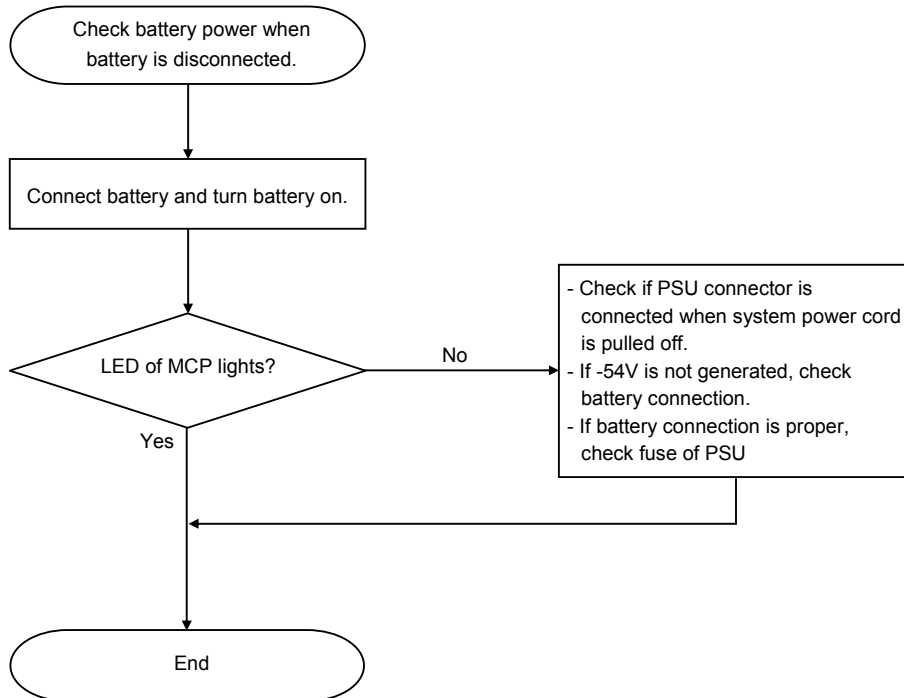 Check battery power when
battery is disconnected.
Connect battery and turn battery on.
LED of MCP lights?
No
Yes
- Check if PSU connector is
connected when system power cord
is pulled off.
- If -54V is not generated, check
battery connection.
- If battery connection is proper,
check fuse of PSU
End